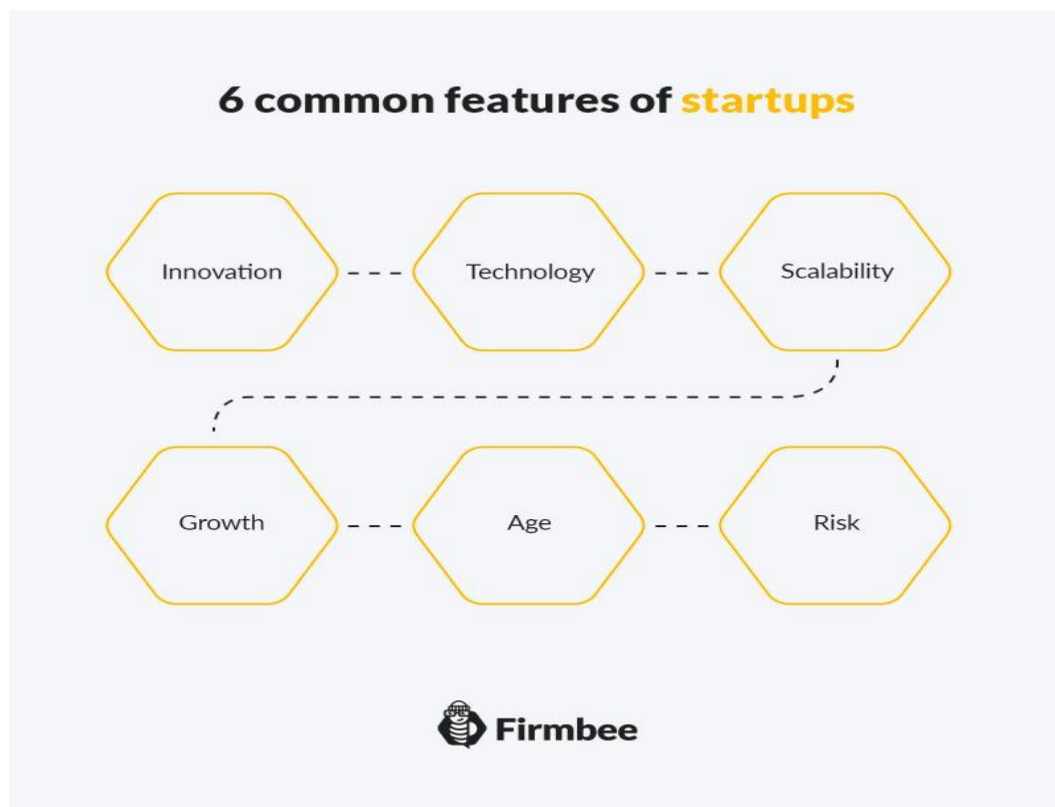 6 common features of startups
Innovation
Technology
Scalability
Growth
Age
Risk
Firmbee